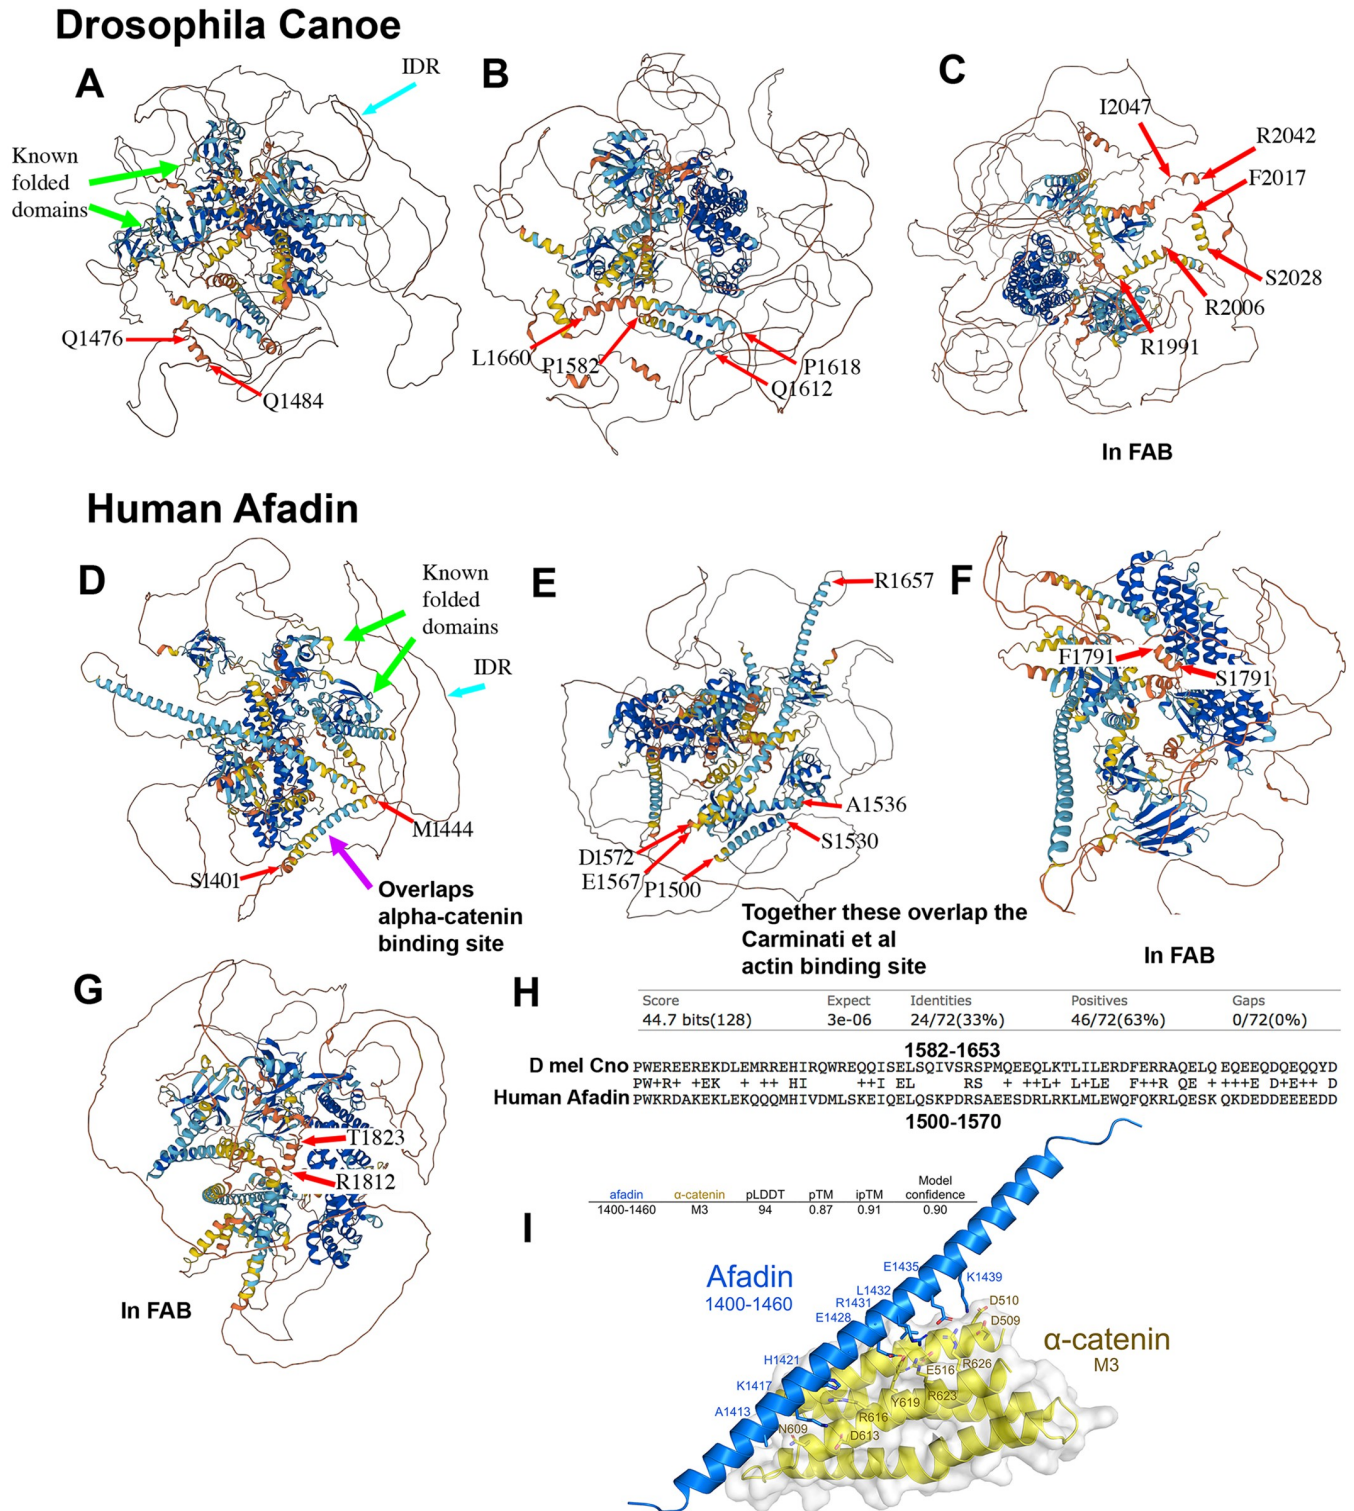 Drosophila Canoe
A
IDR
Known
folded
domains
Q1476
Q1484
B
L1660
P1582
P1618
Q1612
C
I2047
R2042
F2017
S2028
R2006
R1991
In FAB
Human Afadin
D
Known
folded
domains
IDR
M1444
S1401
Overlaps
alpha-catenin
binding site
E
R1657
A1536
S1530
D1572
E1567
P1500
Together these overlap the
Carminati et al
actin binding site
F
F1791
S1791
In FAB
G
T1823
R1812
In FAB
H
Score Expect Identities Positives Gaps
44.7 bits(128) 3e-06 24/72(33%) 46/72(63%) 0/72(0%)
1582-1653
D mel Cno PWEREEREKDLEMRREHIRQWREQQISELSQIVSRSPMQEEQLKTLILERDFERRAQELQEQEEQDQEQQYD
PW+R+ +EK + ++ HI ++I EL RS + ++L+ L+LE F++R QE ++++E D+E++ D
Human Afadin PWKRDAKEKLEKQQQMHIVDMLSKEIQELQSKPDRSAEESDRLRKLMLEWQFQKRLQESKQKDEDDEEEEDD
1500-1570
I
afadin α-catenin pLDDT pTM ipTM Model confidence
1400-1460 M3 94 0.87 0.91 0.90
Afadin
1400-1460
E1435
K1439
L1432
R1431
E1428
H1421
K1417
A1413
D510
D509
α-catenin
M3
E516
R626
R623
Y619
R616
N609
D613